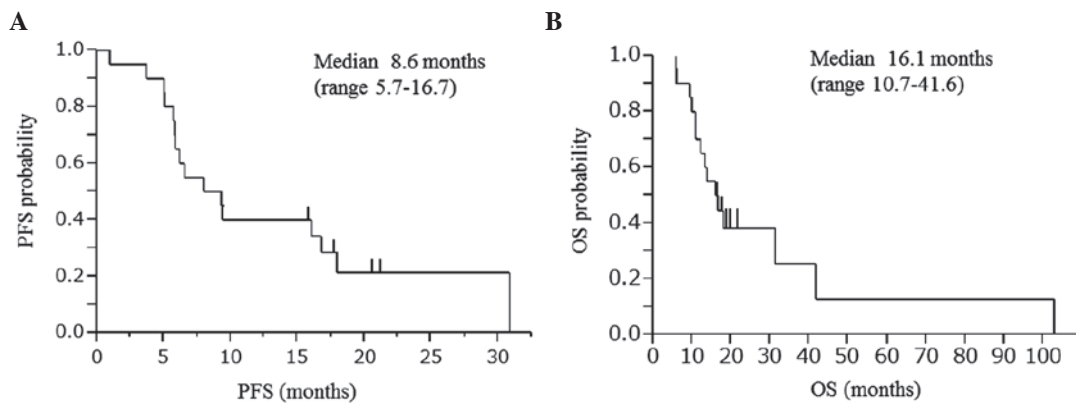 A
Median 8.6 months
(range 5.7-16.7)
1.0
0.8
0.6
0.4
0.2
0.0
PFS probability
0 5 10 15 20 25 30
PFS (months)
B
Median 16.1 months
(range 10.7-41.6)
1.0
0.8
0.6
0.4
0.2
0.0
OS probability
0 10 20 30 40 50 60 70 80 90 100
OS (months)